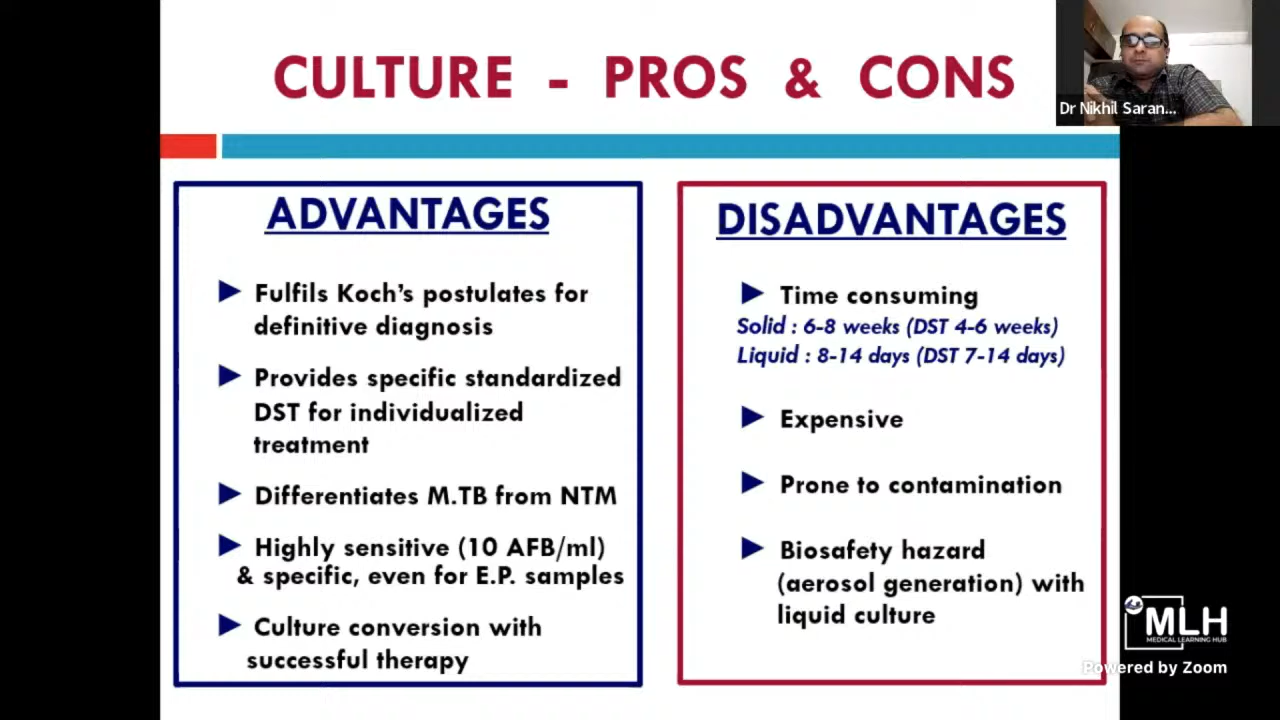 CULTURE - PROS & CONS
Dr Nikhil Saran...
ADVANTAGES
Fulfils Koch's postulates for
definitive diagnosis
Provides specific standardized
DST for individualized
treatment
Differentiates M.TB from NTM
Highly sensitive (10 AFB/ml)
& specific, even for E.P. samples
Culture conversion with
successful therapy
DISADVANTAGES
Time consuming
Solid : 6-8 weeks (DST 4-6 weeks)
Liquid : 8-14 days (DST 7-14 days)
Expensive
Prone to contamination
Biosafety hazard
(aerosol generation) with
liquid culture
MLH
MEDICAL LEARNING HUB
Powered by Zoom